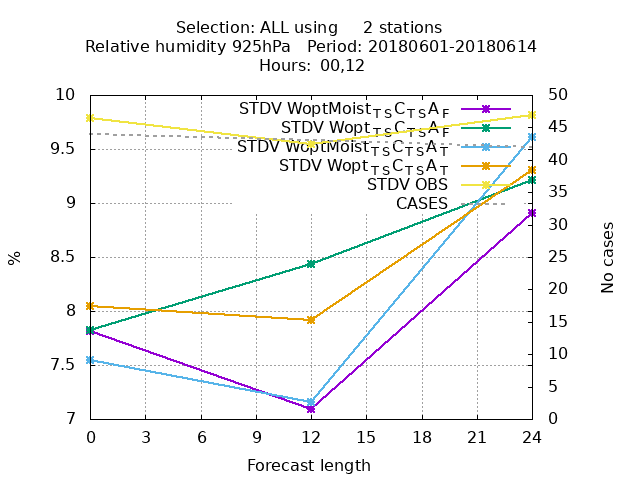 Selection: ALL using     2 stations
Relative humidity 925hPa   Period: 20180601-20180614
Hours:  00,12
10 50
STDV WoptMoist_TS C_TS A_F
STDV Wopt_TS C_TS A_F
STDV WoptMoist_TS C_TS A_T
STDV Wopt_TS C_TS A_T
STDV OBS
CASES
9.5
9
8.5
8
7.5
7
45
40
35
30
25
20
15
10
5
0
%
No cases
0 3 6 9 12 15 18 21 24
Forecast length